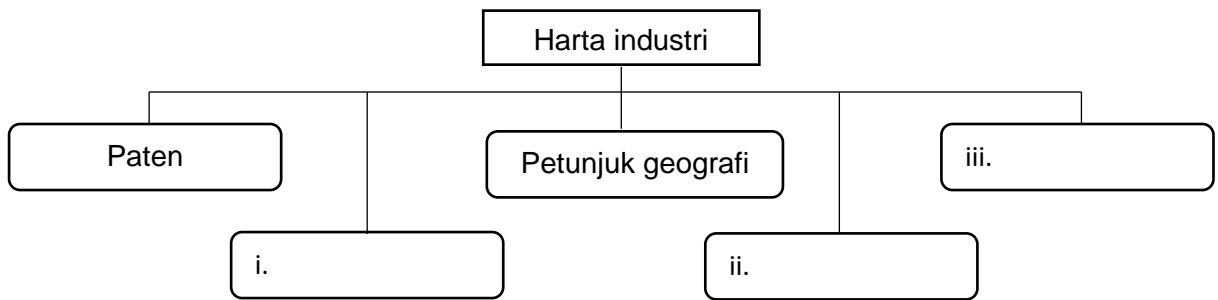 Harta industri
Paten
Petunjuk geografi
iii.
i.
ii.